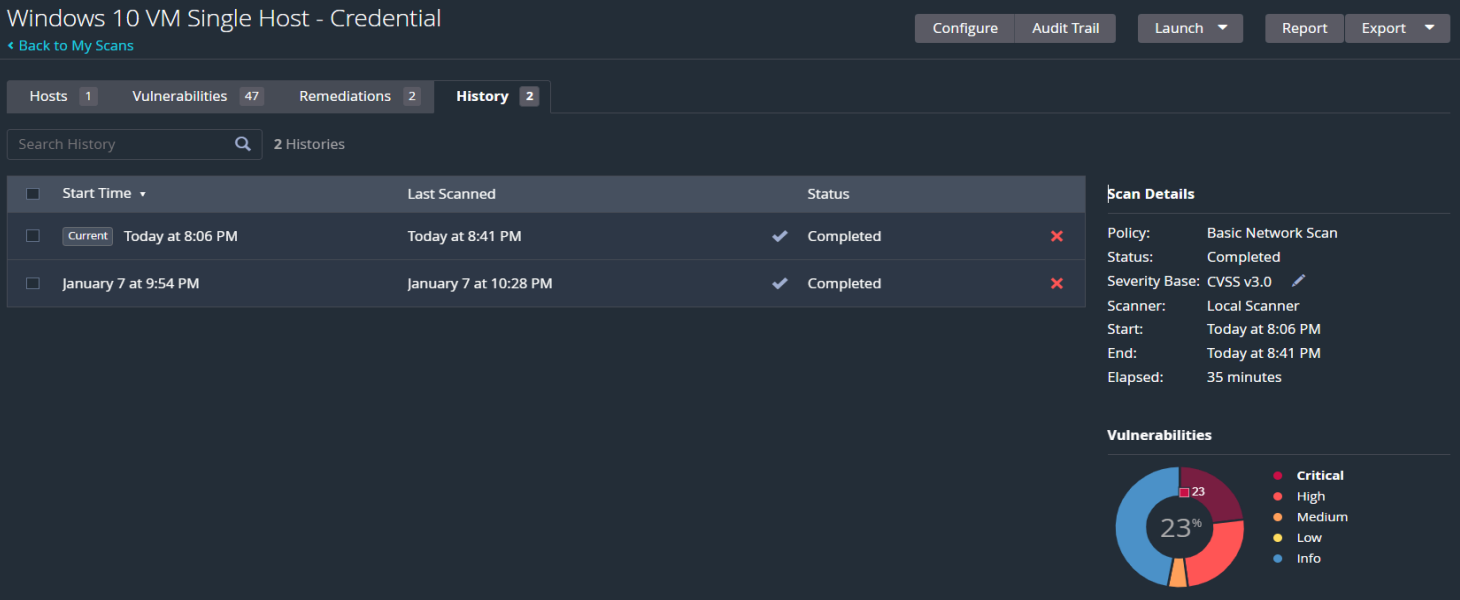 Windows 10 VM Single Host - Credential
Back to My Scans
Configure Audit Trail Launch Report Export
Hosts 1 Vulnerabilities 47 Remediations 2 History 2
Search History 2 Histories
Start Time Last Scanned Status
Current Today at 8:06 PM Today at 8:41 PM Completed
January 7 at 9:54 PM January 7 at 10:28 PM Completed
Scan Details
Policy: Basic Network Scan
Status: Completed
Severity Base: CVSS v3.0
Scanner: Local Scanner
Start: Today at 8:06 PM
End: Today at 8:41 PM
Elapsed: 35 minutes
Vulnerabilities
23
23%
Critical
High
Medium
Low
Info